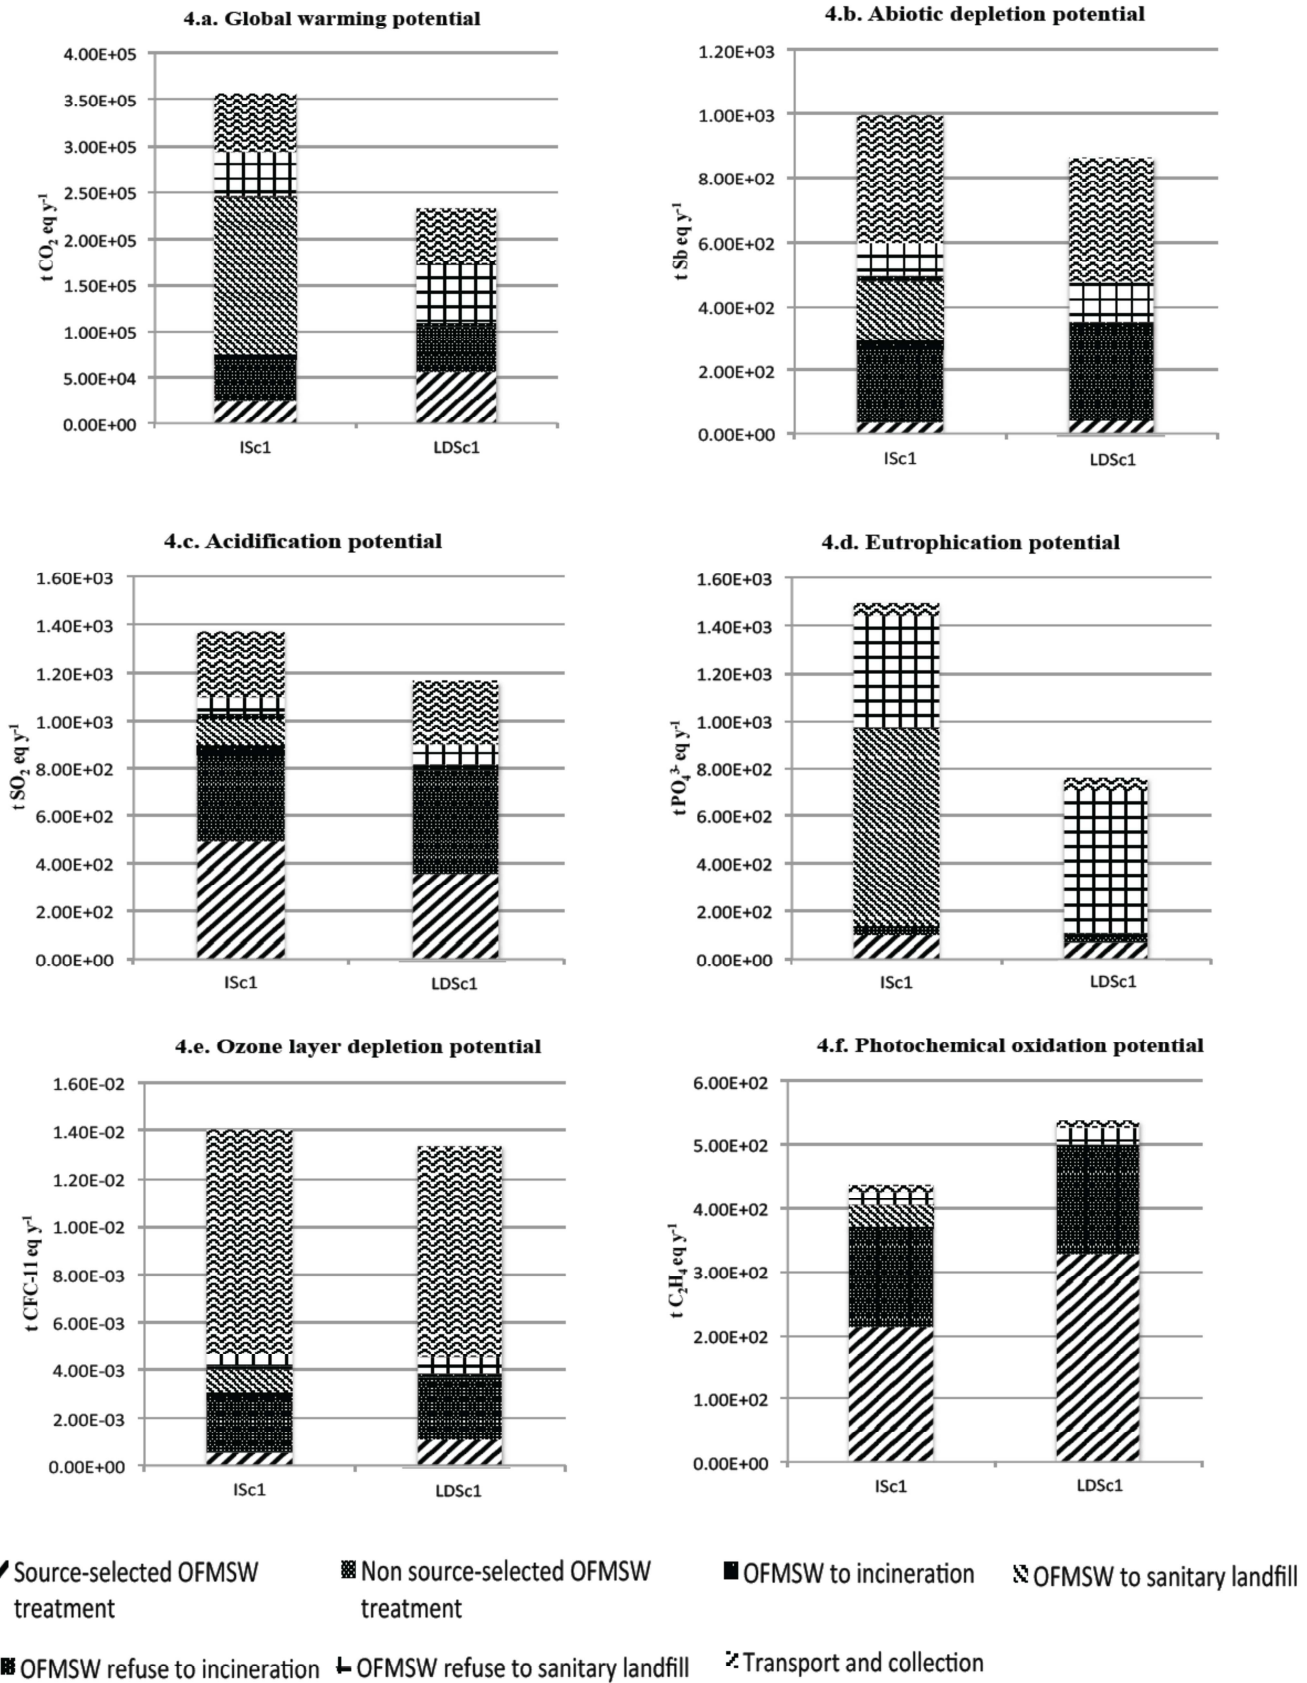 4.a. Global warming potential
4.00E+05
3.50E+05
3.00E+05
2.50E+05
2.00E+05
1.50E+05
1.00E+05
5.00E+04
0.00E+00
t CO2 eq y-1
ISc1 LDSc1
4.b. Abiotic depletion potential
1.20E+03
1.00E+03
8.00E+02
6.00E+02
4.00E+02
2.00E+02
0.00E+00
t Sb eq y-1
ISc1 LDSc1
4.c. Acidification potential
1.60E+03
1.40E+03
1.20E+03
1.00E+03
8.00E+02
6.00E+02
4.00E+02
2.00E+02
0.00E+00
t SO2 eq y-1
ISc1 LDSc1
4.d. Eutrophication potential
1.60E+03
1.40E+03
1.20E+03
1.00E+03
8.00E+02
6.00E+02
4.00E+02
2.00E+02
0.00E+00
t PO43- eq y-1
ISc1 LDSc1
4.e. Ozone layer depletion potential
1.60E-02
1.40E-02
1.20E-02
1.00E-02
8.00E-03
6.00E-03
4.00E-03
2.00E-03
0.00E+00
t CFC-11 eq y-1
ISc1 LDSc1
4.f. Photochemical oxidation potential
6.00E+02
5.00E+02
4.00E+02
3.00E+02
2.00E+02
1.00E+02
0.00E+00
t C2H4 eq y-1
ISc1 LDSc1
Source-selected OFMSW
treatment
Non source-selected OFMSW
treatment
OFMSW to incineration
OFMSW to sanitary landfill
OFMSW refuse to incineration
OFMSW refuse to sanitary landfill
Transport and collection